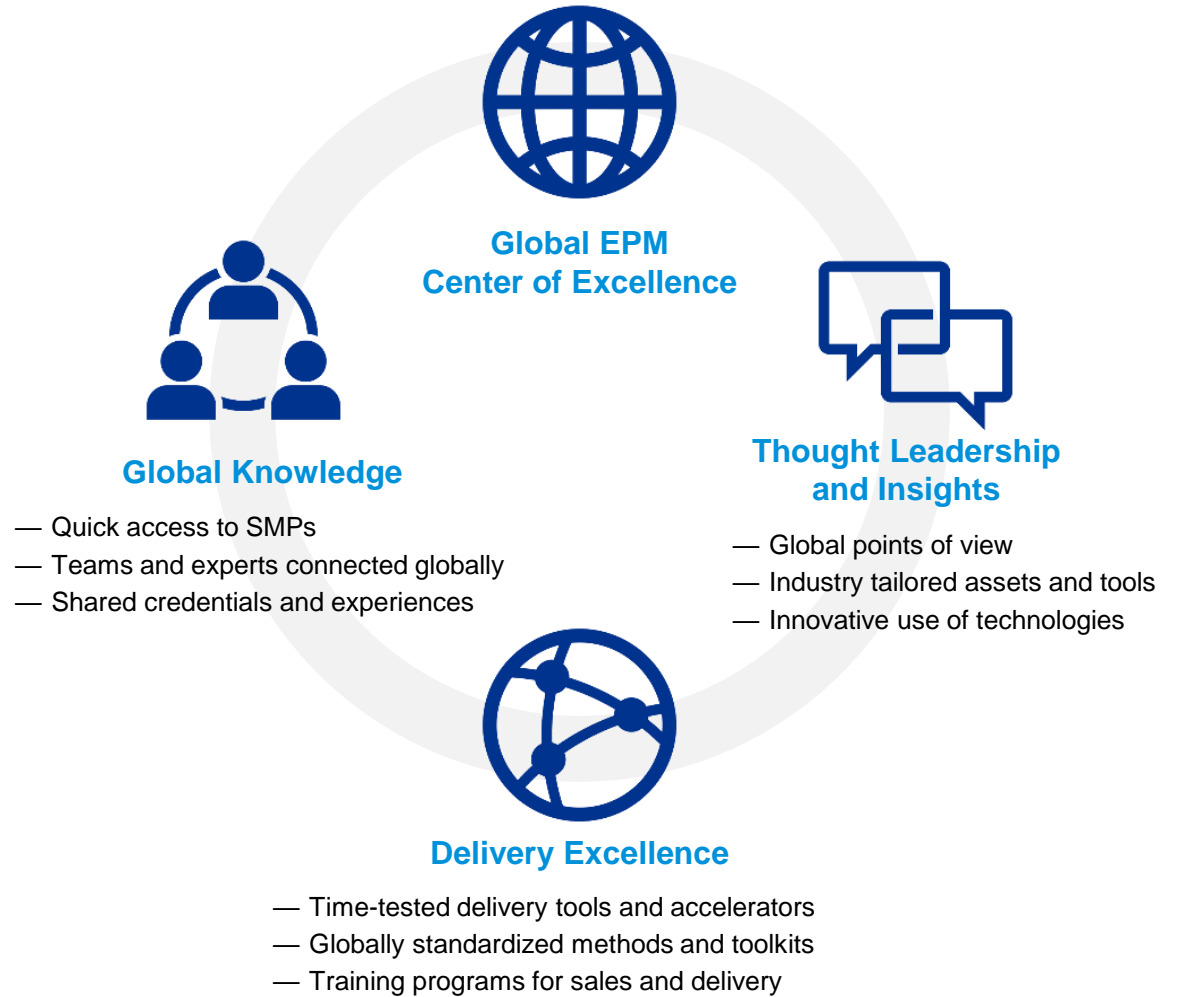 Global EPM
Center of Excellence
Global Knowledge
— Quick access to SMPs
— Teams and experts connected globally
— Shared credentials and experiences
Thought Leadership
and Insights
— Global points of view
— Industry tailored assets and tools
— Innovative use of technologies
Delivery Excellence
— Time-tested delivery tools and accelerators
— Globally standardized methods and toolkits
— Training programs for sales and delivery